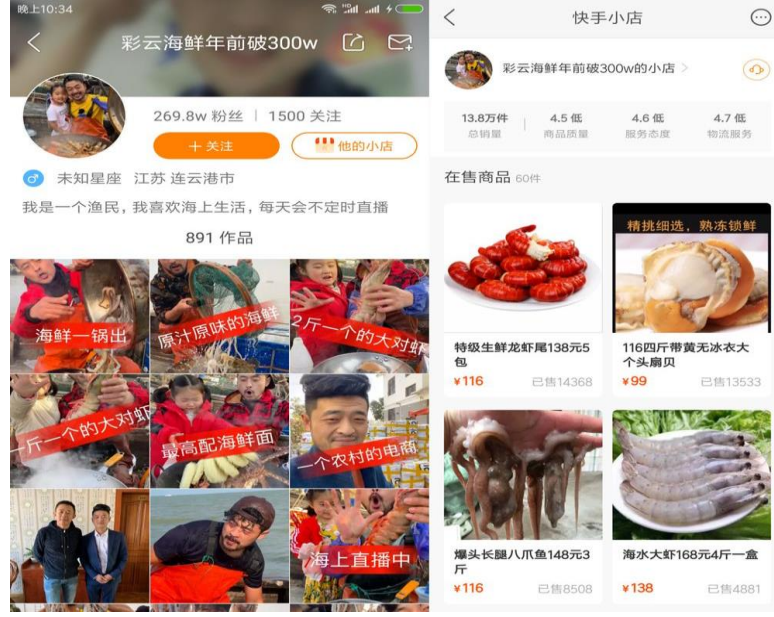 晚上10:34
彩云海鲜年前破300w
269.8w 粉丝 | 1500 关注
+ 关注
他的小店
未知星座 江苏 连云港市
我是一个渔民，我喜欢海上生活，每天会不定时直播
891 作品
海鲜一锅出
原汁原味的海鲜
2斤一个的大对虾
一斤一个的大对虾
最高配海鲜面
一个农村的电商
海上直播中
快手小店
彩云海鲜年前破300w的小店
13.8万件
总销量
4.5 低
商品质量
4.6 低
服务态度
4.7 低
物流服务
在售商品 60件
特级生鲜龙虾尾138元5
包
¥116 已售14368
精挑细选，熟冻锁鲜
116四斤带黄无冰衣大
个头扇贝
¥99 已售13533
爆头长腿八爪鱼148元3
斤
¥116 已售8508
海水大虾168元4斤一盒
¥138 已售4881